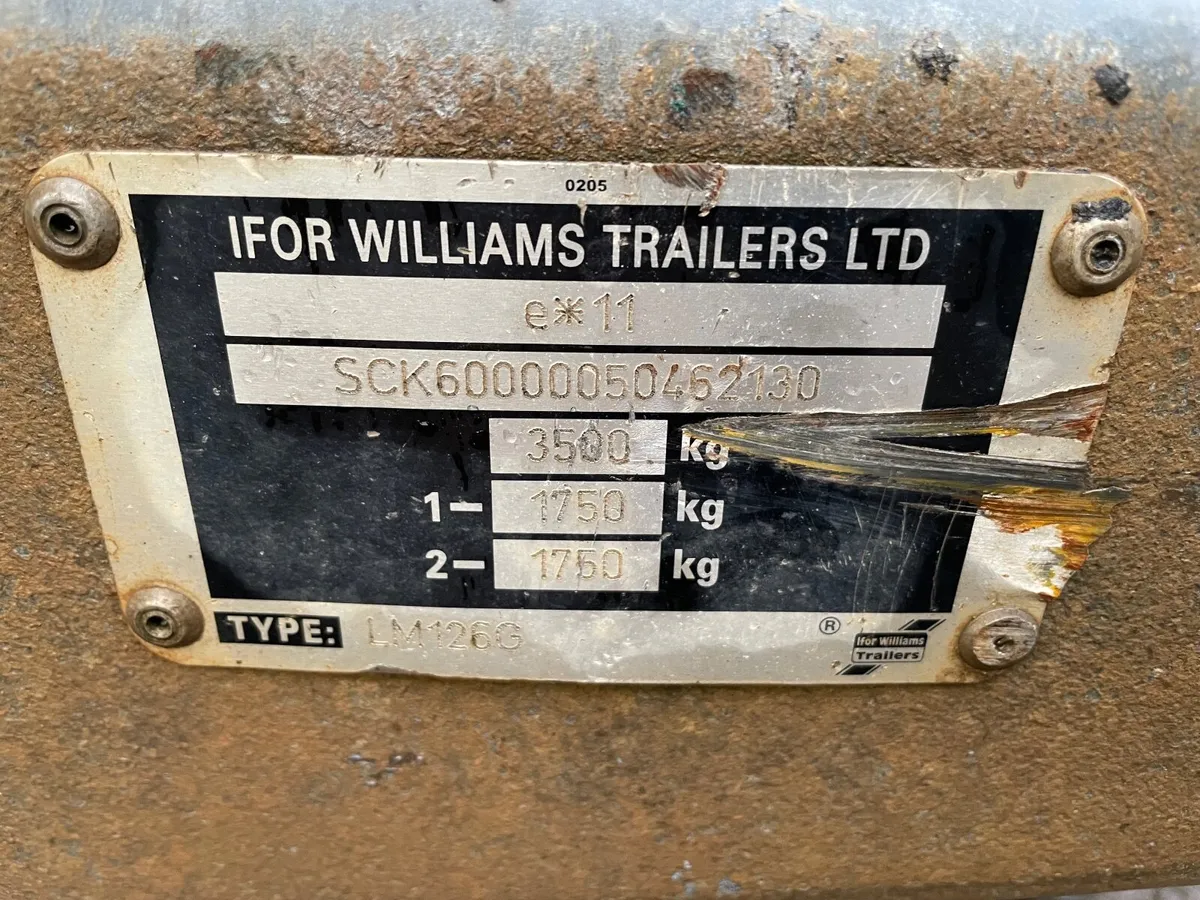 0205
IFOR WILLIAMS TRAILERS LTD
e*11
SCK60000050462130
3500 kg
1- 1750 kg
2- 1750 kg
TYPE: LM126G
®
Ifor Williams
Trailers